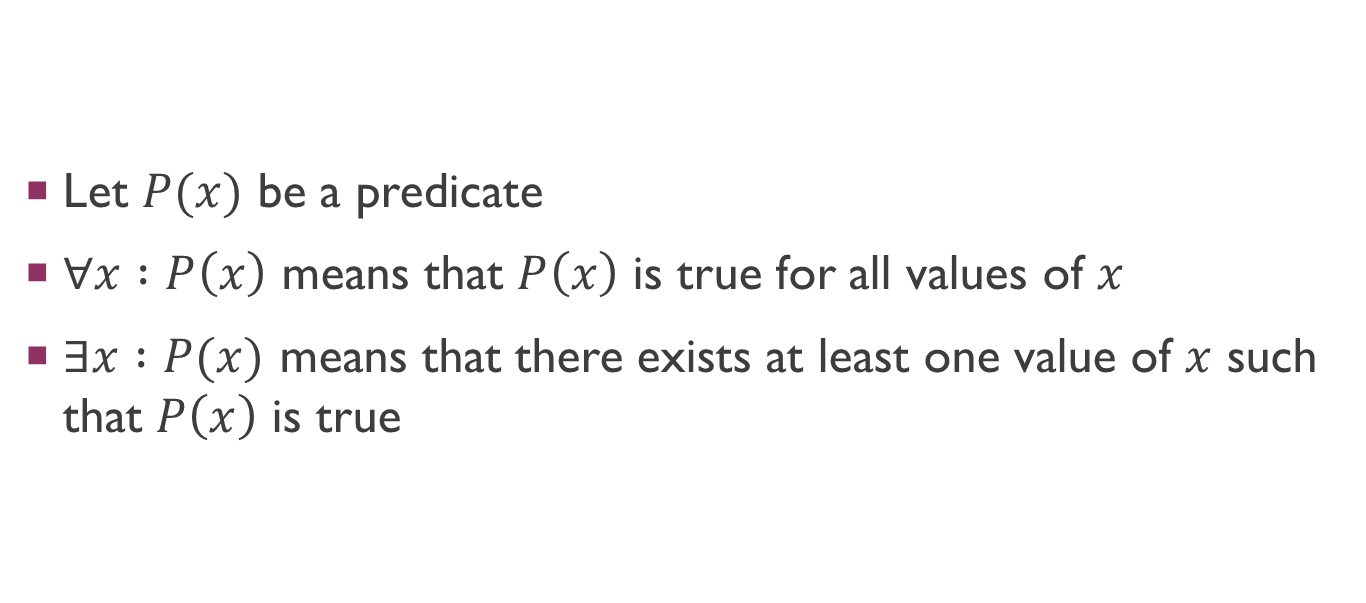 ▪ Let 𝑃(𝑥) be a predicate
▪ ∀𝑥 : 𝑃(𝑥) means that 𝑃(𝑥) is true for all values of 𝑥
▪ ∃𝑥 : 𝑃(𝑥) means that there exists at least one value of 𝑥 such
that 𝑃(𝑥) is true